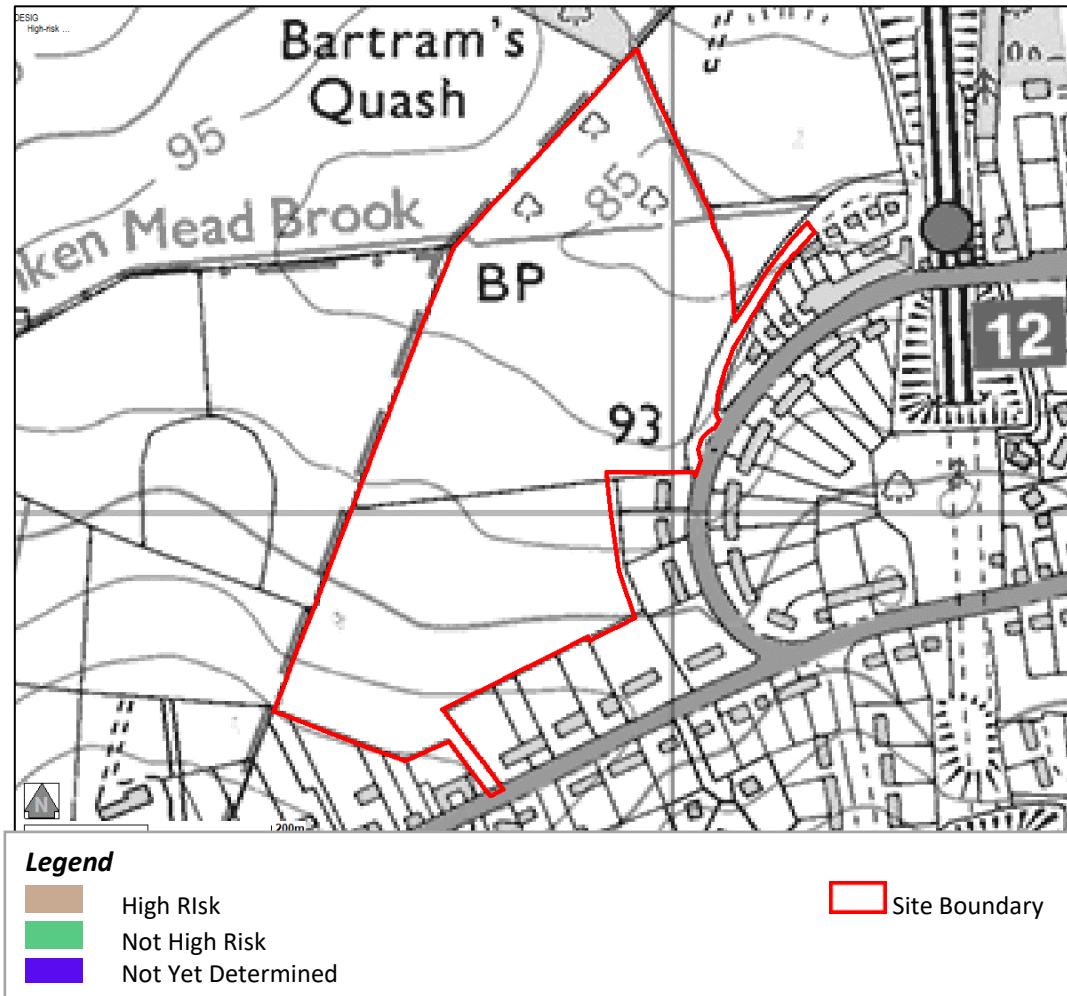 DESIG
High-risk ...
Bartram's
Quash
95
85
ken Mead Brook
BP
12
93
N
200m
Legend
High RIsk
Not High Risk
Not Yet Determined
Site Boundary